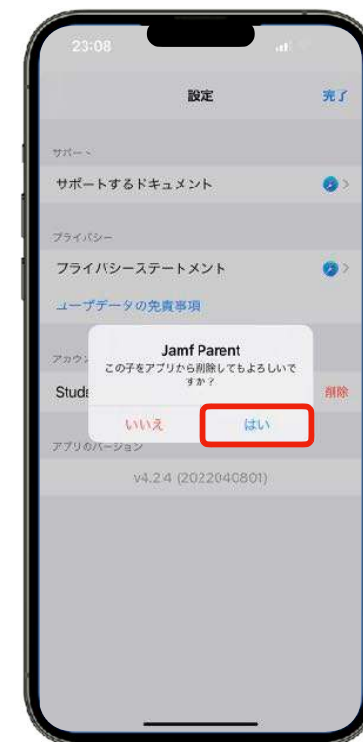 23:08
設定
完了
サポート
サポートするドキュメント
プライバシー
プライバシーステートメント
ユーザデータの免責事項
Jamf Parent
この子をアプリから削除してもよろしいで
すか？
削除
いいえ
はい
アプリのバージョン
v4.2.4 (2022040801)